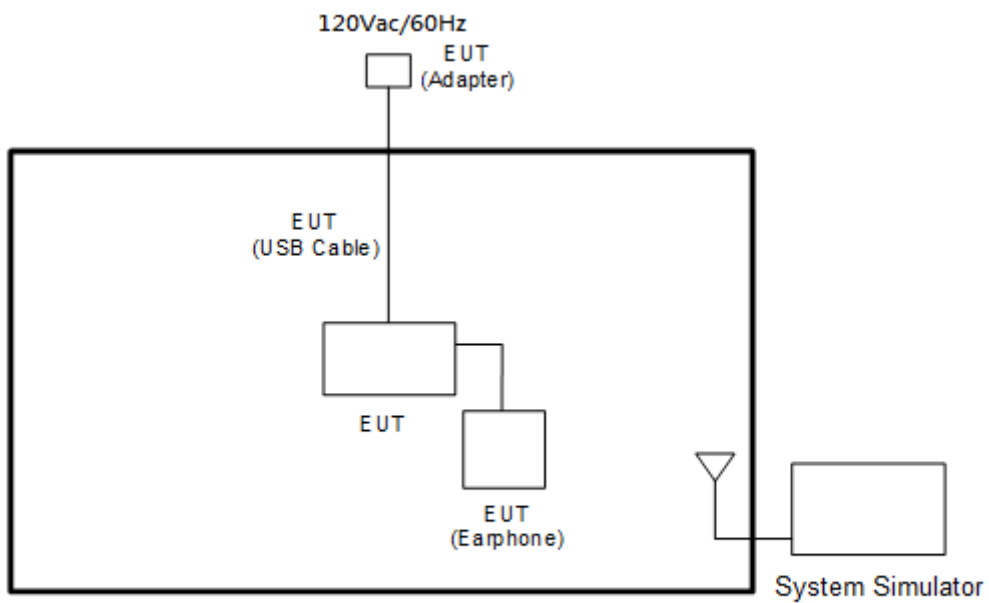 120Vac/60Hz
EUT
(Adapter)
EUT
(USB Cable)
EUT
EUT
(Earphone)
System Simulator